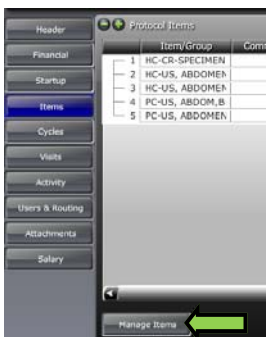 Header
Financial
Startup
Items
Cycles
Visits
Activity
Users & Routing
Attachments
Salary
Protocol Items
Item/Group Com
1 HC-CR-SPECIMEN
2 HC-US, ABDOMEN
3 HC-US, ABDOMEN
4 PC-US, ABDOM,B
5 PC-US, ABDOMEN
Manage Items